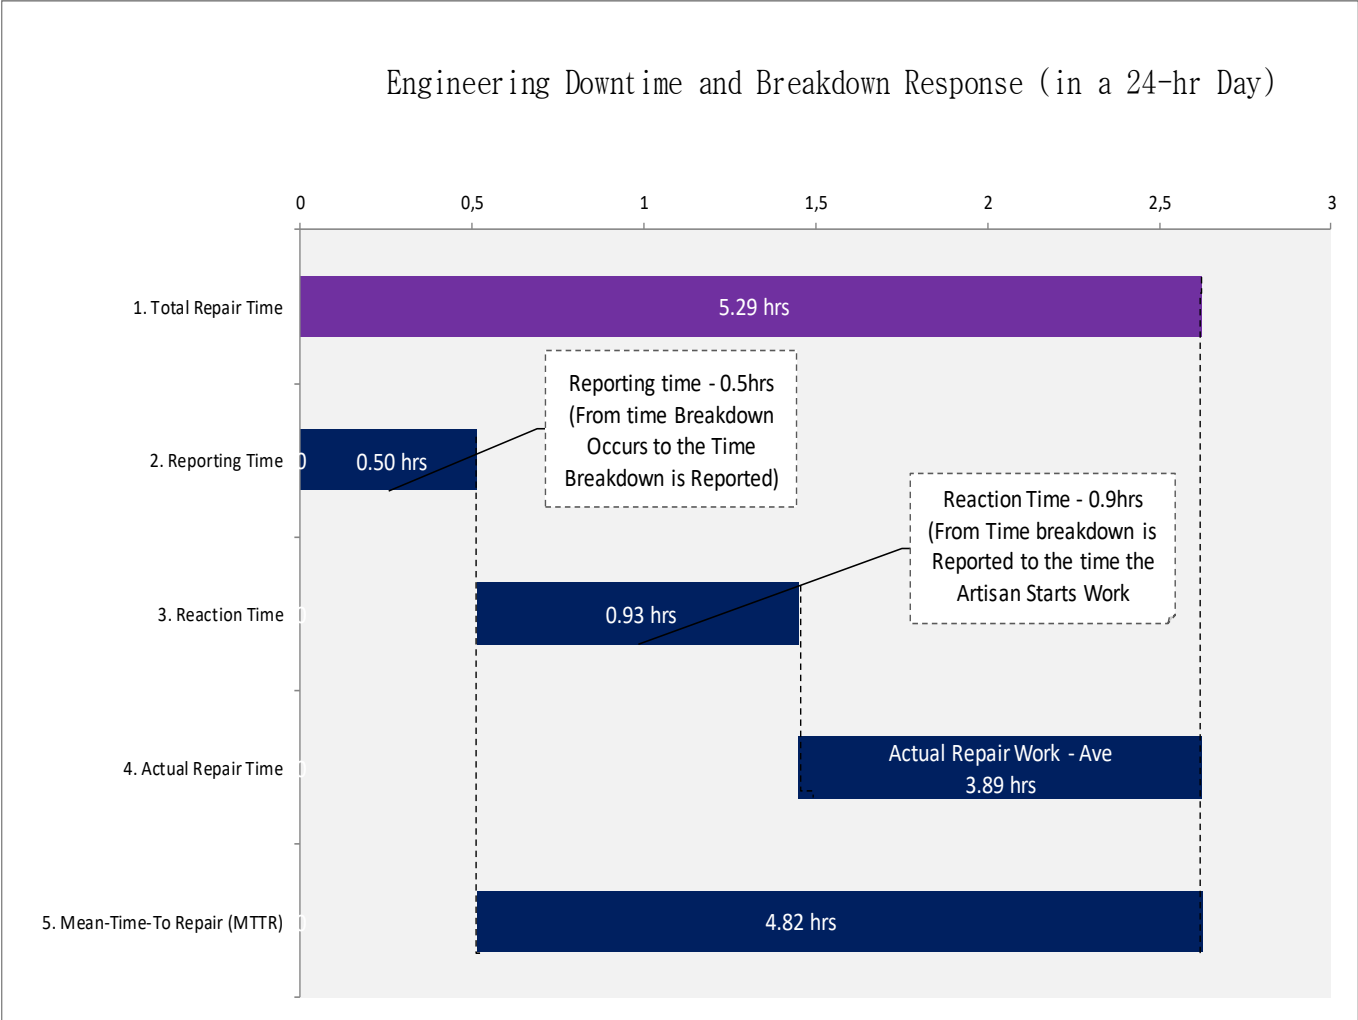 Engineering Downtime and Breakdown Response (in a 24-hr Day)
0 0,5 1 1,5 2 2,5 3
1. Total Repair Time
5.29 hrs
Reporting time - 0.5hrs
(From time Breakdown
Occurs to the Time
Breakdown is Reported)
2. Reporting Time
0
0.50 hrs
Reaction Time - 0.9hrs
(From Time breakdown is
Reported to the time the
Artisan Starts Work
3. Reaction Time
0
0.93 hrs
4. Actual Repair Time
0
Actual Repair Work - Ave
3.89 hrs
5. Mean-Time-To Repair (MTTR)
0
4.82 hrs